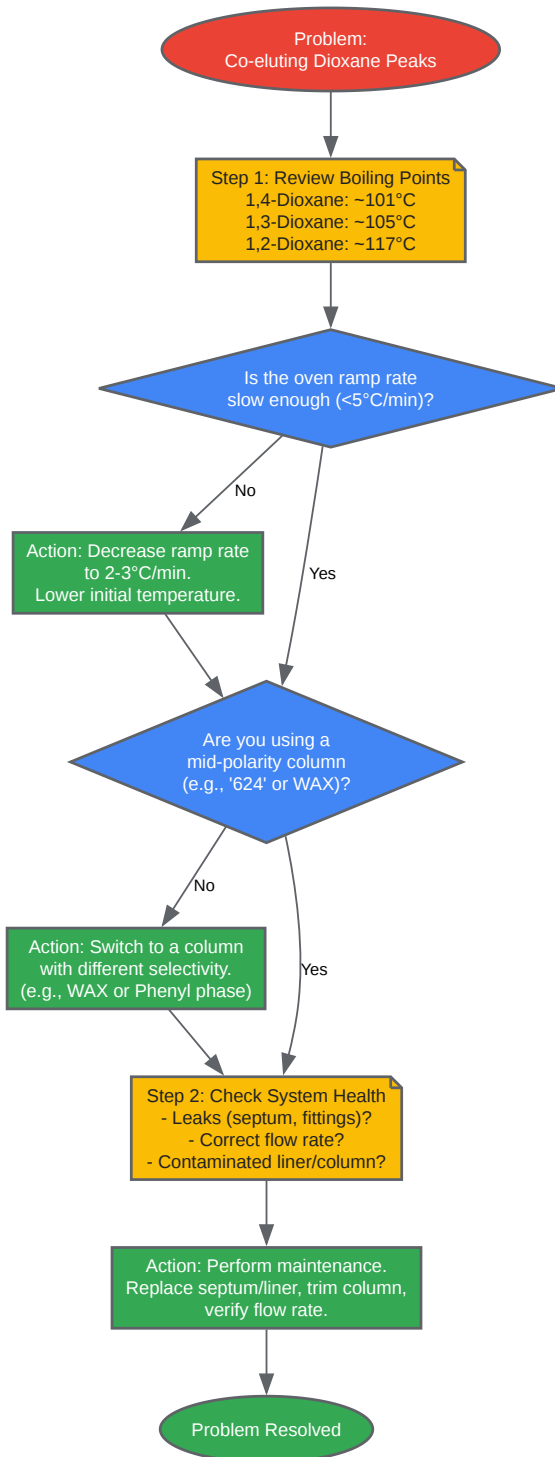 Problem:
Co-eluting Dioxane Peaks
Step 1: Review Boiling Points
1,4-Dioxane: ~101°C
1,3-Dioxane: ~105°C
1,2-Dioxane: ~117°C
Is the oven ramp rate
slow enough (<5°C/min)?
No
Action: Decrease ramp rate
to 2-3°C/min.
Lower initial temperature.
Yes
Are you using a
mid-polarity column
(e.g., '624' or WAX)?
No
Action: Switch to a column
with different selectivity.
(e.g., WAX or Phenyl phase)
Yes
Step 2: Check System Health
- Leaks (septum, fittings)?
- Correct flow rate?
- Contaminated liner/column?
Action: Perform maintenance.
Replace septum/liner, trim column,
verify flow rate.
Problem Resolved